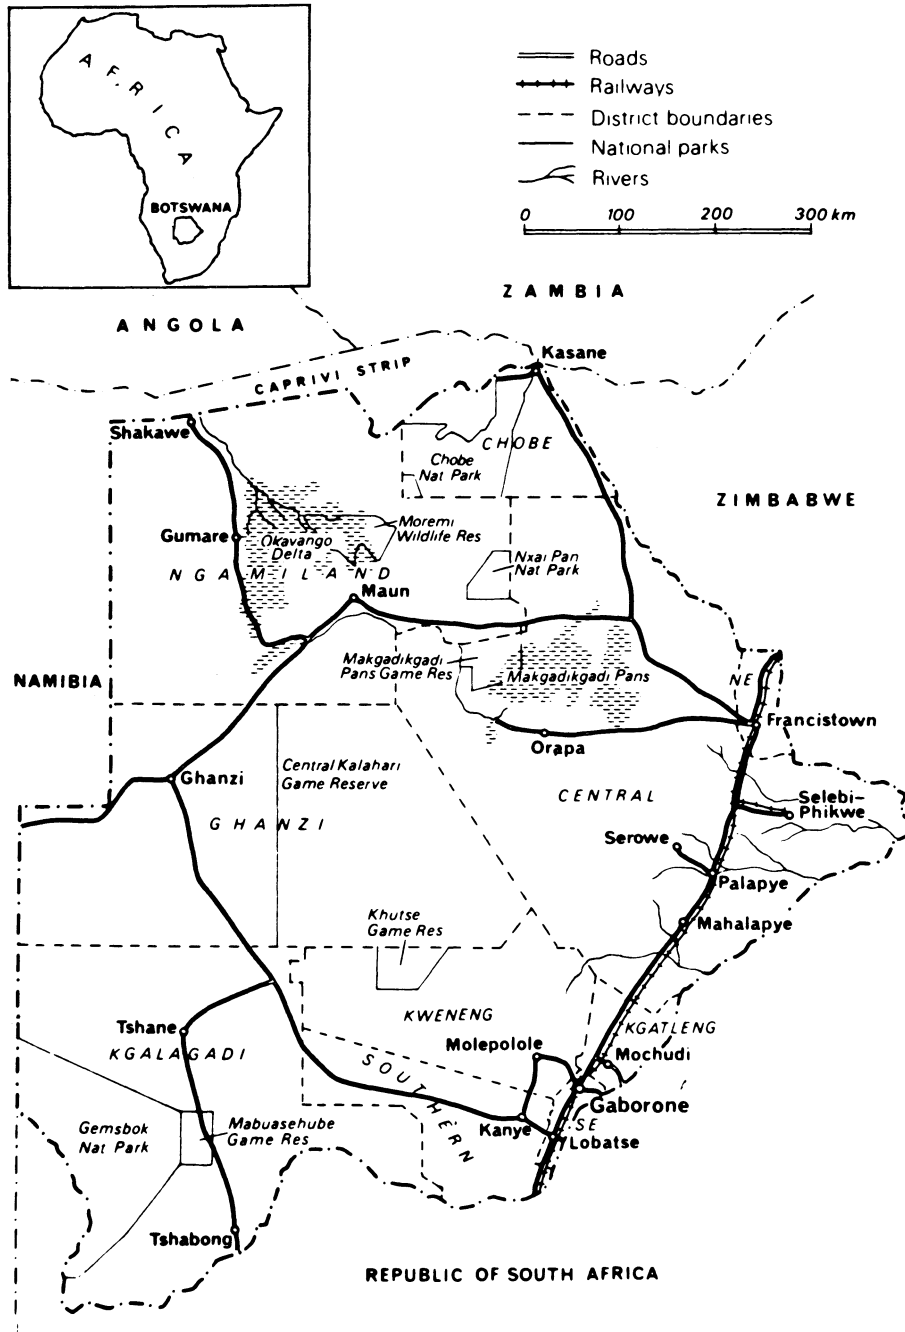 AFRICA
BOTSWANA
Roads
Railways
District boundaries
National parks
Rivers
0 100 200 300 km
ZAMBIA
ANGOLA
Kasane
CAPRIVI STRIP
Shakawe
CHOBE
Chobe
Nat Park
ZIMBABWE
Moremi
Wildlife Res
Gumare
Okavango
Delta
Nxai Pan
Nat Park
NGAMILAND
Maun
NAMIBIA
Makgadikgadi
Pans Game Res
Makgadikgadi Pans
NE
Francistown
Orapa
Ghanzi
Central Kalahari
Game Reserve
CENTRAL
Selebi-
Phikwe
GHANZI
Serowe
Palapye
Khutse
Game Res
Mahalapye
KWENENG
KGATLENG
Tshane
KGALAGADI
Molepolole
Mochudi
SOUTHERN
Gaborone
Gemsbok
Nat Park
Mabuasehube
Game Res
Kanye
SE
Lobatse
Tshabong
REPUBLIC OF SOUTH AFRICA